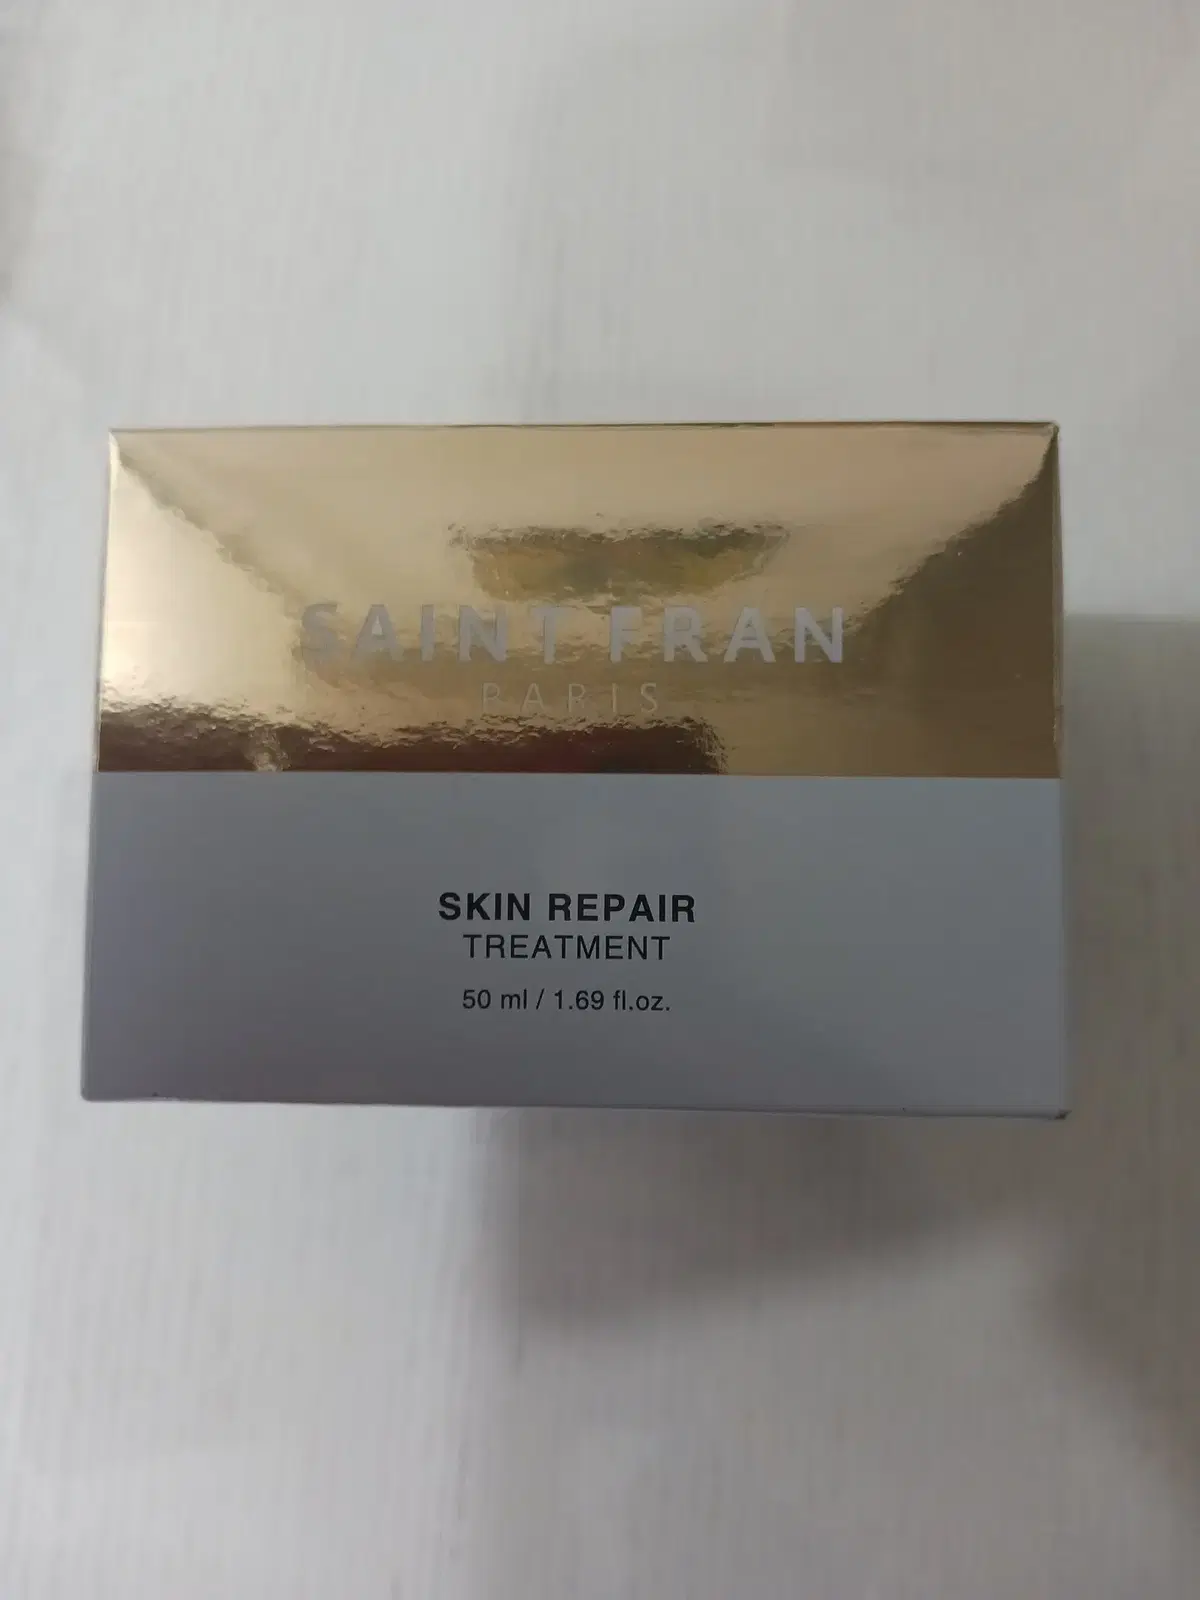 SAINT FRAN
PARIS
SKIN REPAIR
TREATMENT
50 ml / 1.69 fl.oz.